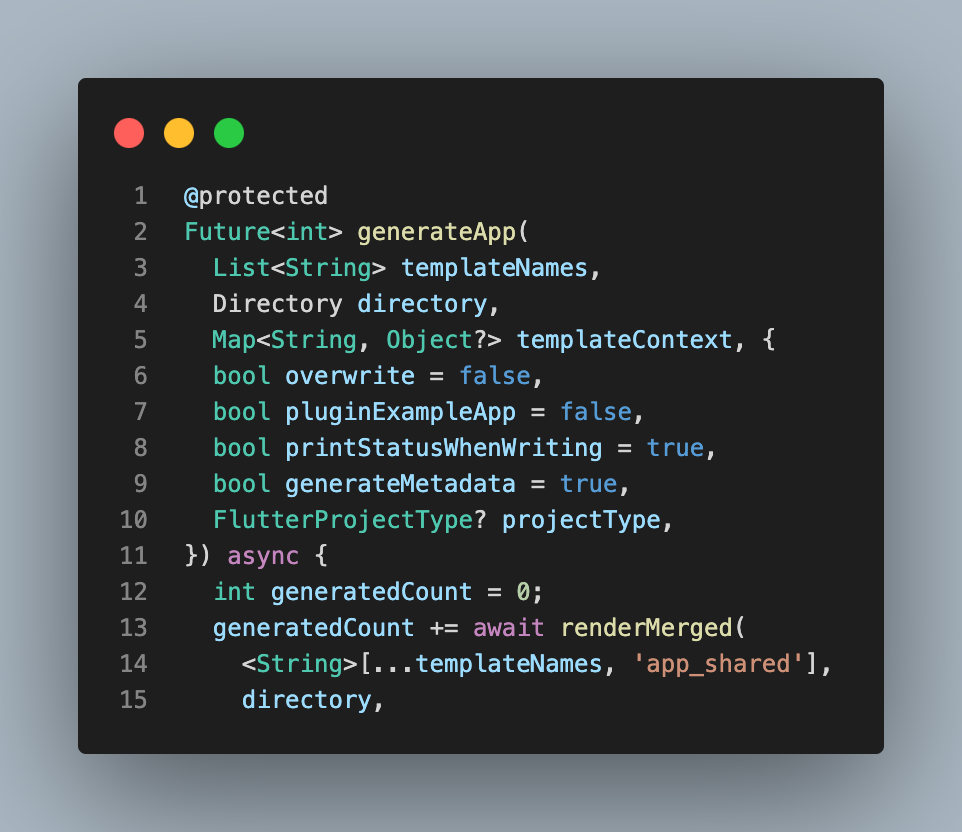 1 @protected
2 Future<int> generateApp(
3   List<String> templateNames,
4   Directory directory,
5   Map<String, Object?> templateContext, {
6   bool overwrite = false,
7   bool pluginExampleApp = false,
8   bool printStatusWhenWriting = true,
9   bool generateMetadata = true,
10   FlutterProjectType? projectType,
11 }) async {
12   int generatedCount = 0;
13   generatedCount += await renderMerged(
14     <String>[...templateNames, 'app_shared'],
15     directory,